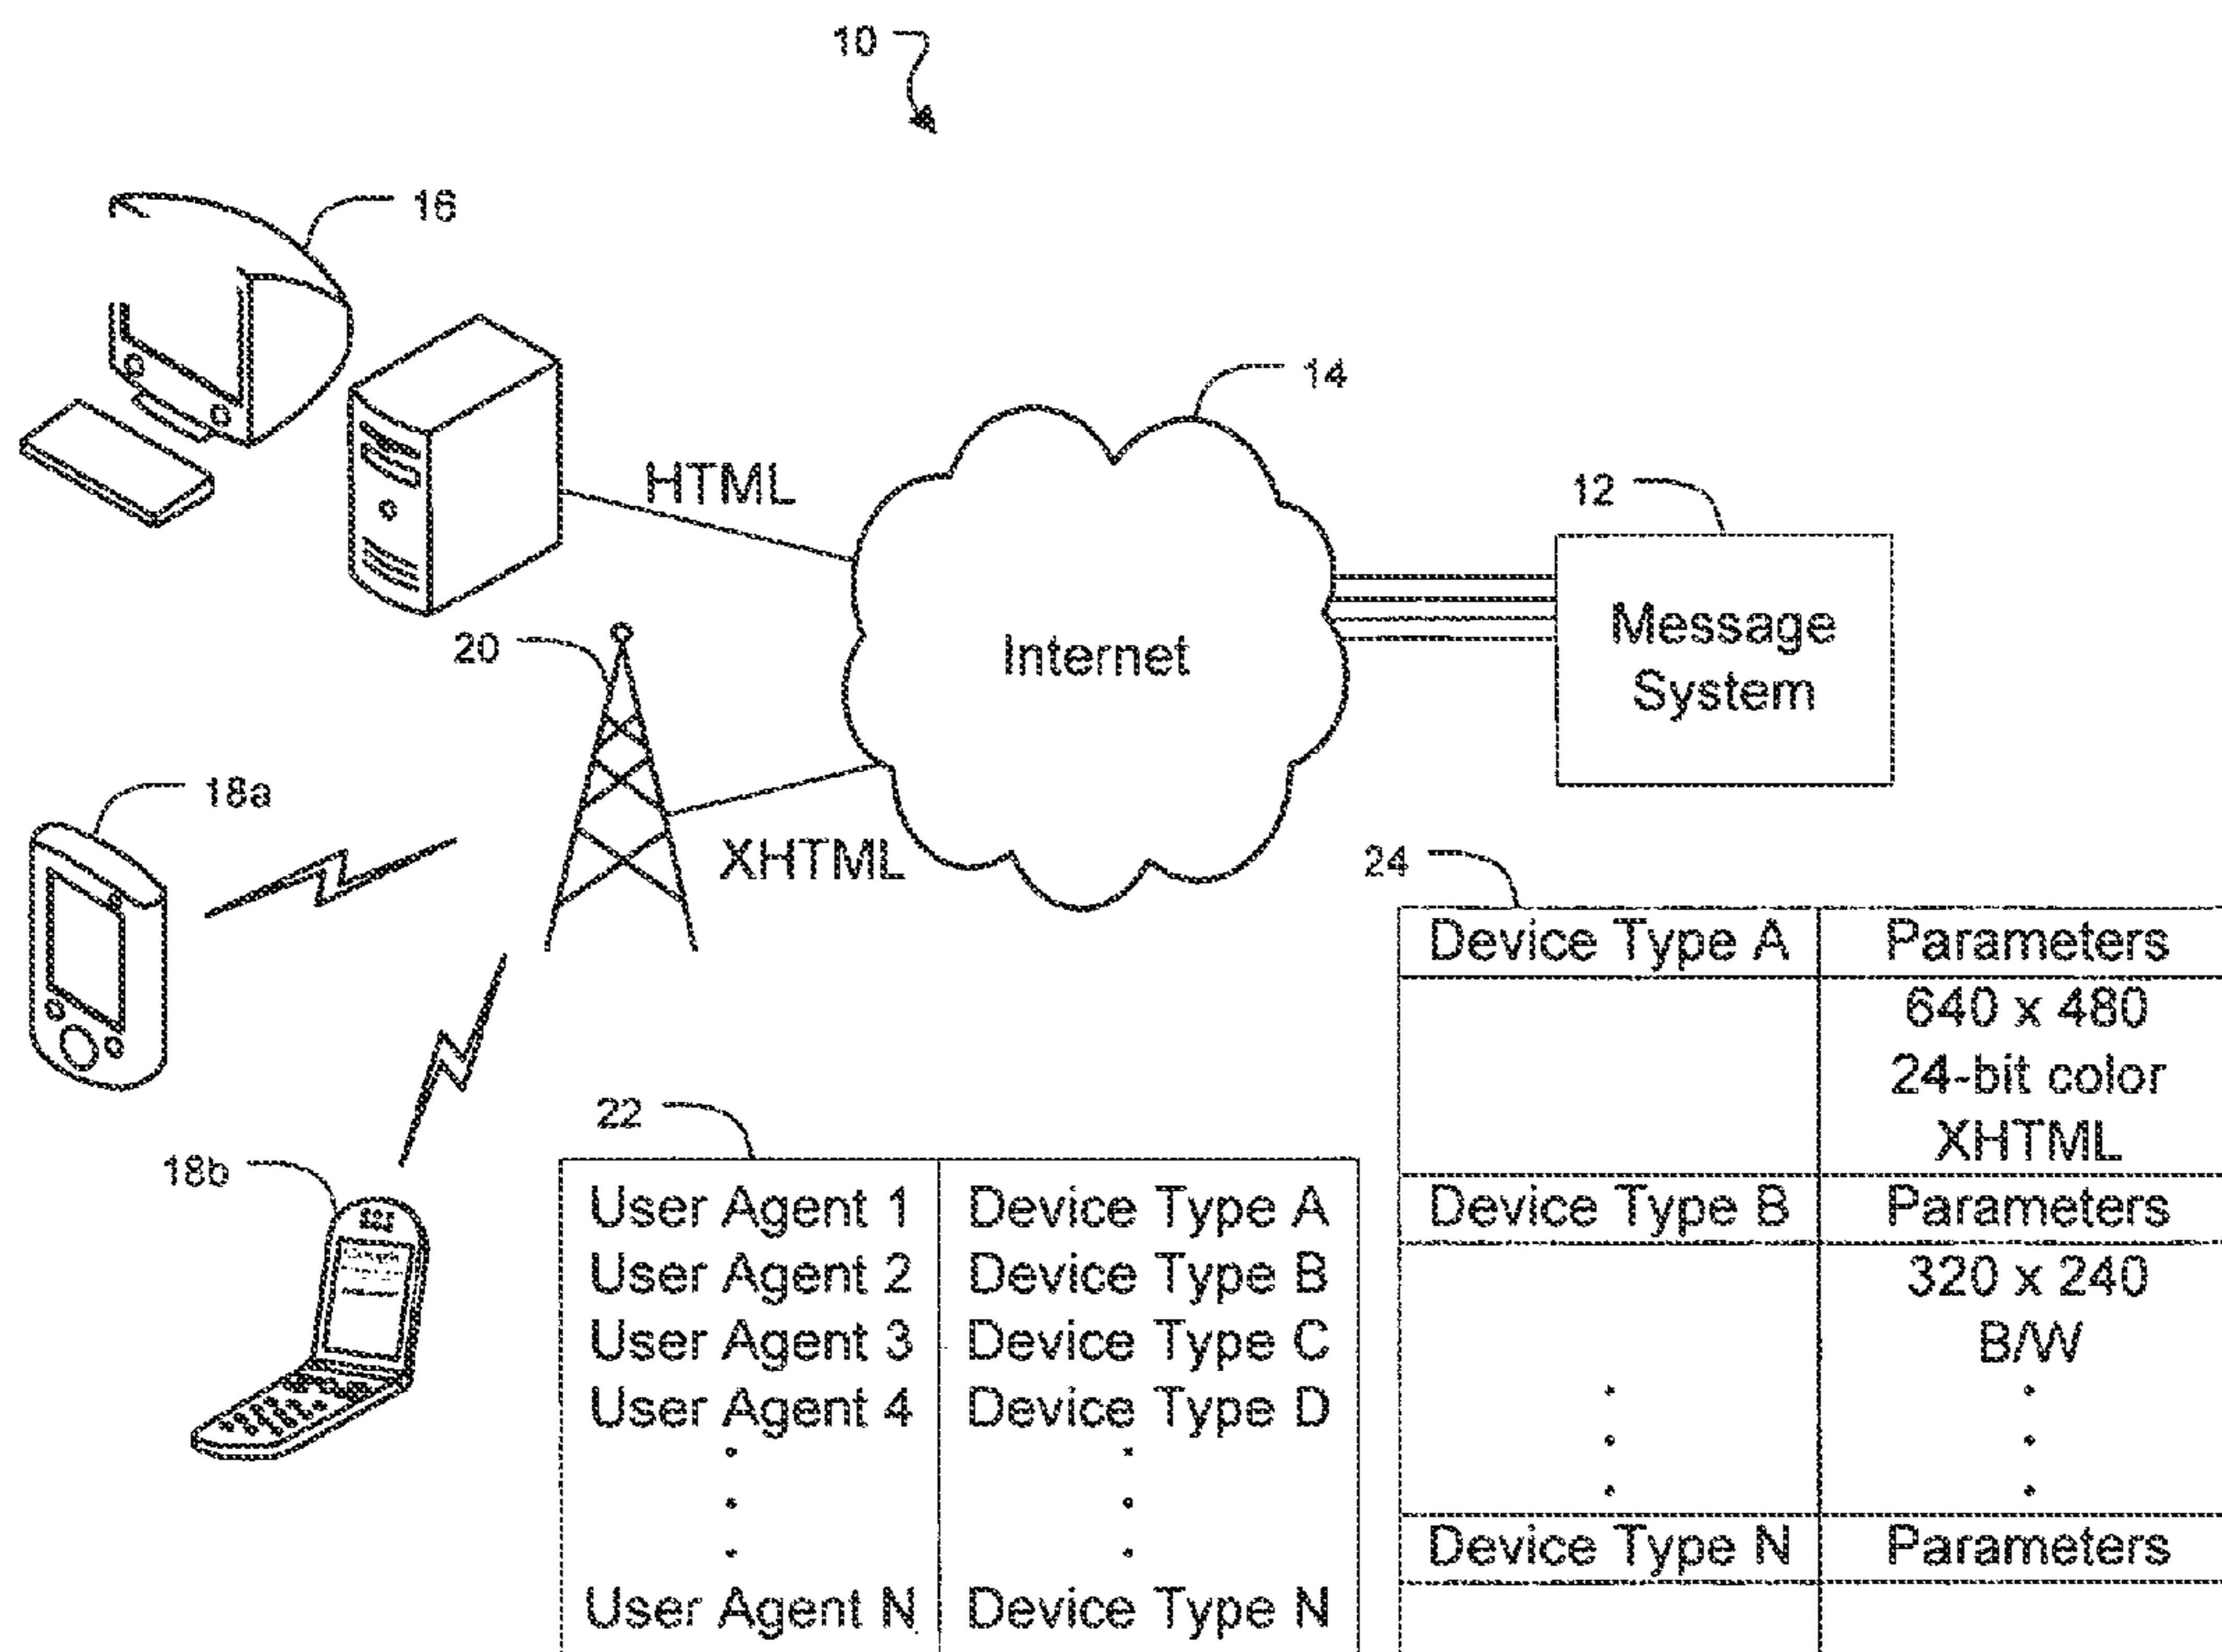 10
16
HTML
14
12
Internet
Message
System
20
18a
XHTML
24
Device Type A Parameters
640 x 480
24-bit color
XHTML
Device Type B Parameters
320 x 240
B/W
Device Type N Parameters
22
18b
User Agent 1 Device Type A
User Agent 2 Device Type B
User Agent 3 Device Type C
User Agent 4 Device Type D
User Agent N Device Type N